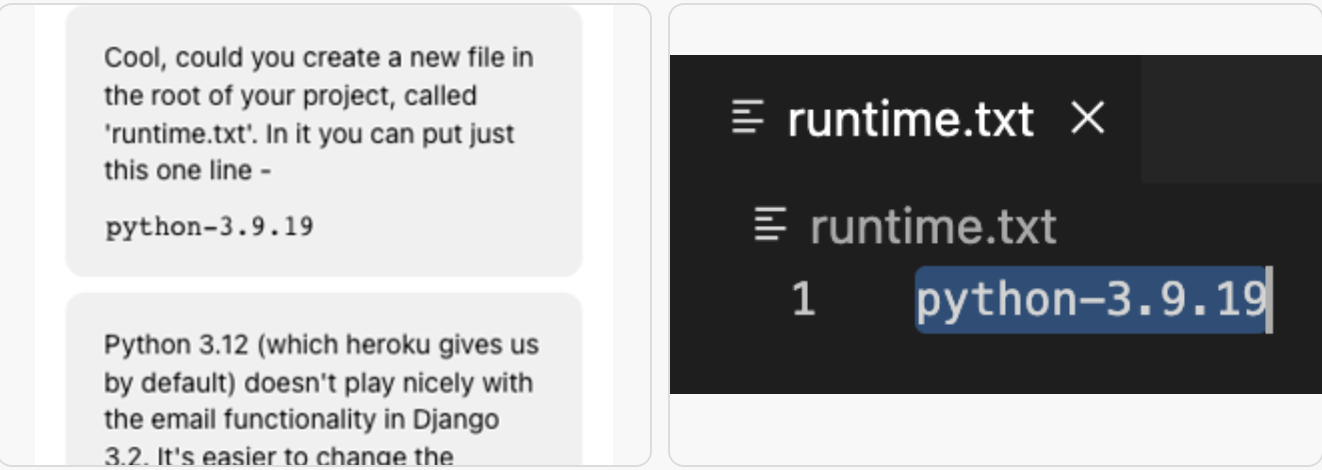 Cool, could you create a new file in
the root of your project, called
'runtime.txt'. In it you can put just
this one line -
python-3.9.19
Python 3.12 (which heroku gives us
by default) doesn't play nicely with
the email functionality in Django
3.2. It's easier to change the
runtime.txt
runtime.txt
1 python-3.9.19